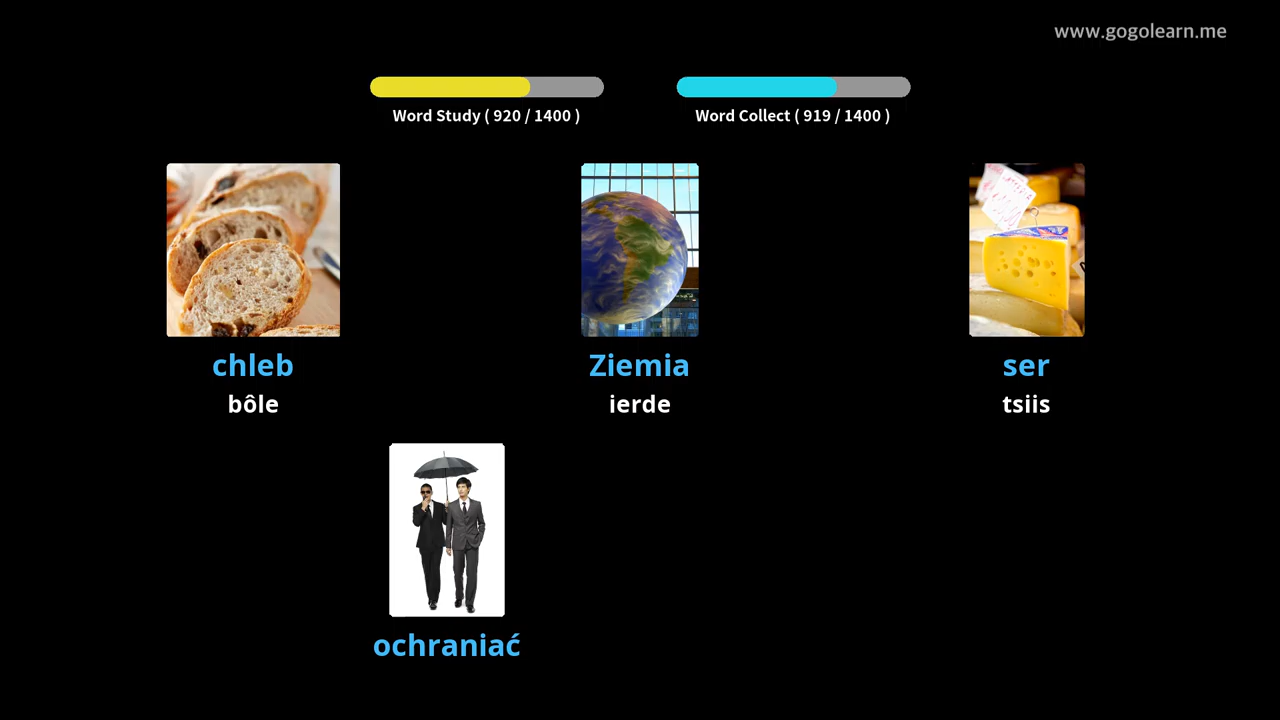 www.gogolearn.me
Word Study ( 920 / 1400 )
Word Collect ( 919 / 1400 )
chleb
bôle
Ziemia
ierde
ser
tsiis
ochraniać